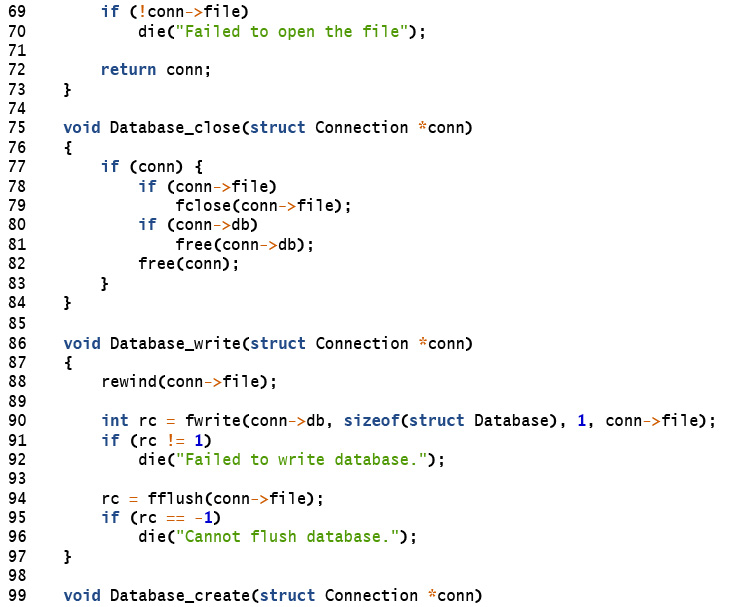 69        if (!conn->file)
70            die("Failed to open the file");
71
72        return conn;
73    }
74
75    void Database_close(struct Connection *conn)
76    {
77        if (conn) {
78            if (conn->file)
79                fclose(conn->file);
80            if (conn->db)
81                free(conn->db);
82            free(conn);
83        }
84    }
85
86    void Database_write(struct Connection *conn)
87    {
88        rewind(conn->file);
89
90        int rc = fwrite(conn->db, sizeof(struct Database), 1, conn->file);
91        if (rc != 1)
92            die("Failed to write database.");
93
94        rc = fflush(conn->file);
95        if (rc == -1)
96            die("Cannot flush database.");
97    }
98
99    void Database_create(struct Connection *conn)